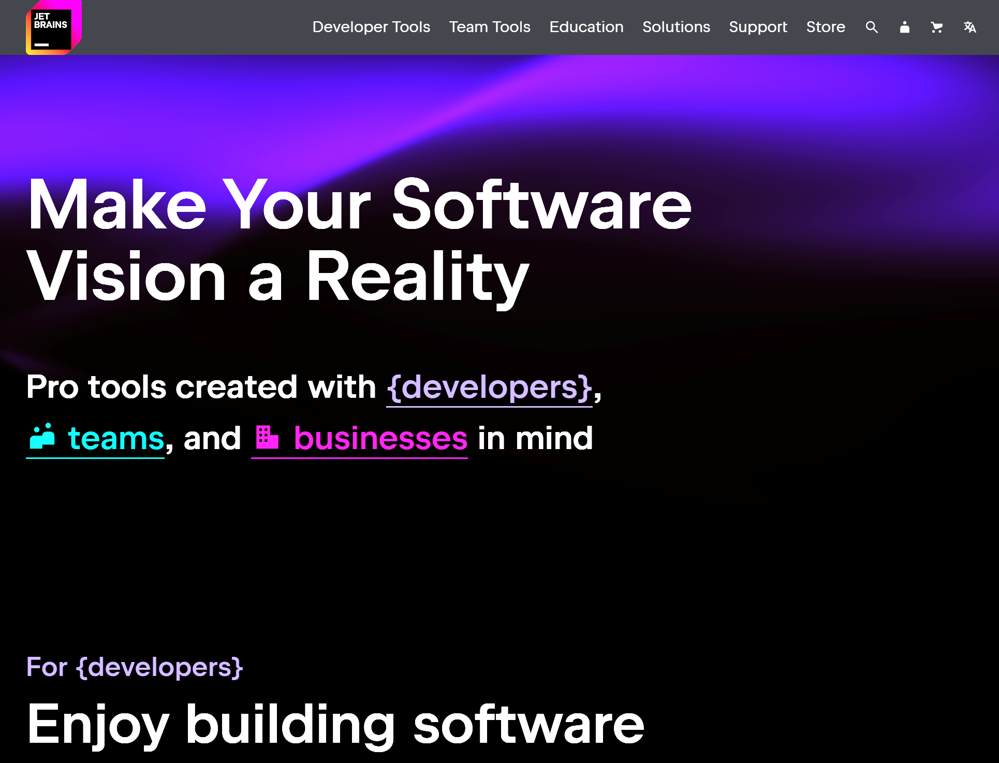 JET
BRAINS
Developer Tools Team Tools Education Solutions Support Store
Make Your Software
Vision a Reality
Pro tools created with {developers},
teams, and businesses in mind
For {developers}
Enjoy building software